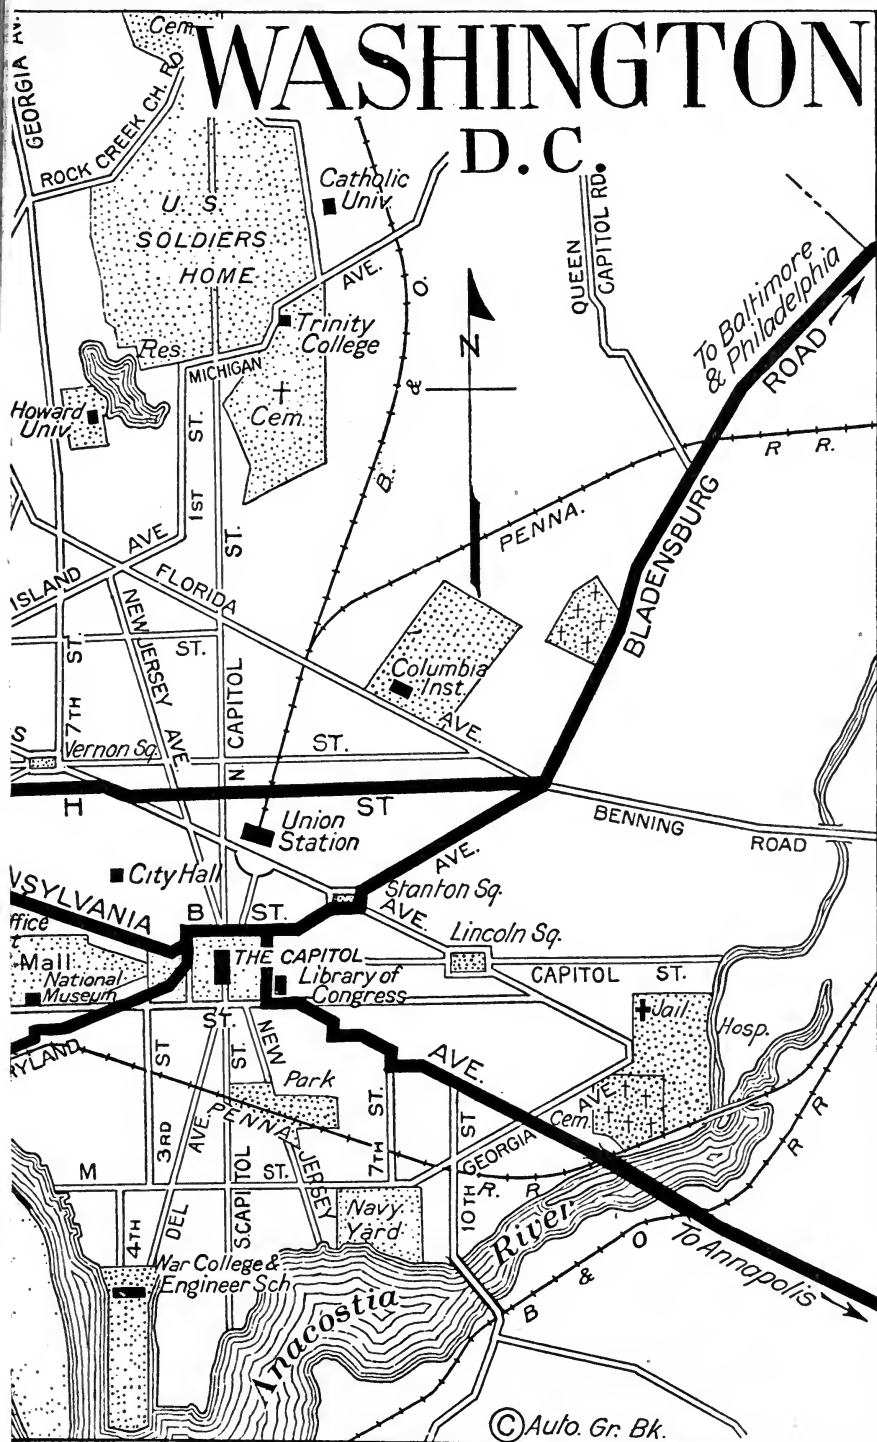 WASHINGTON
D.C.
Cem.
GEORGIA AV.
ROCK CREEK CH. RD
U. S.
SOLDIERS
HOME
Catholic
Univ.
AVE.
QUEEN
CAPITOL RD.
To Baltimore
& Philadelphia
ROAD
Trinity
College
Res.
MICHIGAN
N
B. & O.
Howard
Univ.
Cem.
1ST ST.
ST.
PENNA. R R.
BLADENSBURG
ISLAND AVE
FLORIDA
NEW JERSEY AVE.
ST.
7TH ST.
N. CAPITOL
Columbia
Inst.
AVE.
S
Vernon Sq.
ST.
H ST
BENNING
ROAD
Union
Station
City Hall
AVE.
Stanton Sq.
AVE.
NSYLVANIA
B ST.
Lincoln Sq.
ffice
t
Mall
National
Museum
THE CAPITOL
Library of
Congress
CAPITOL ST.
Jail
Hosp.
RYLAND
ST.
NEW
ST
ST.
AVE.
Park
PENNA.
3RD
AVE.
7TH ST.
ST
GEORGIA AVE
Cem.
R. R.
R R
M ST.
JERSEY
10TH
4TH
DEL
S.CAPITOL
Navy
Yard
War College &
Engineer Sch
Anacostia River
B & O
To Annapolis
© Auto. Gr. Bk.